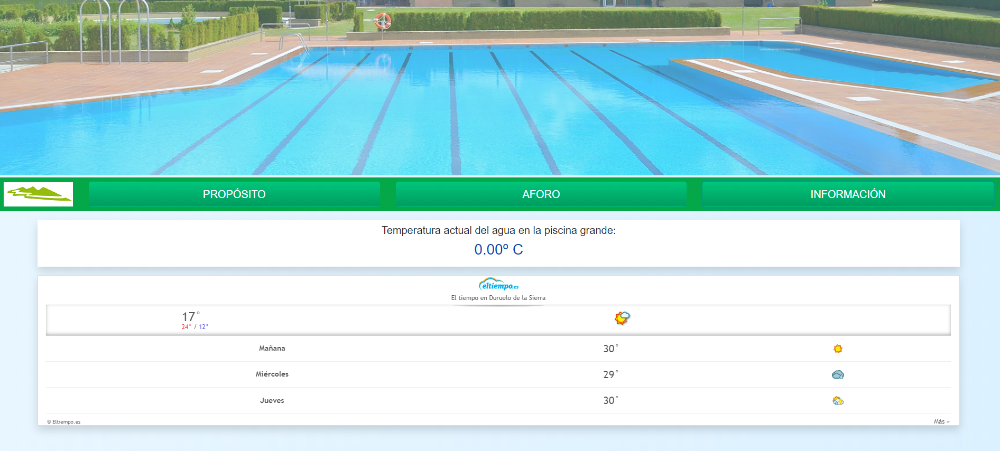 PROPÓSITO
AFORO
INFORMACIÓN
Temperatura actual del agua en la piscina grande:
0.00º C
eltiempo.es
El tiempo en Duruelo de la Sierra
17°
24° / 12°
Mañana 30°
Miércoles 29°
Jueves 30°
© Eltiempo.es Más »